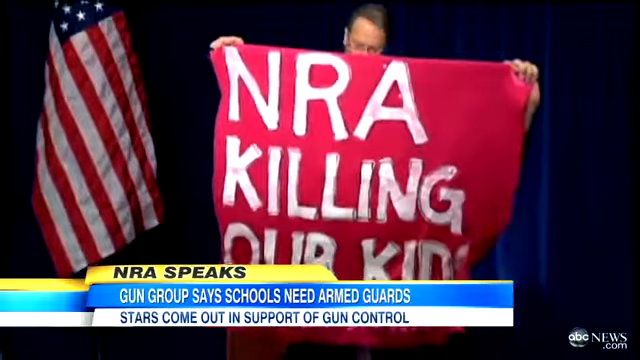 NRA
KILLING
OUR KIDS
NRA SPEAKS
GUN GROUP SAYS SCHOOLS NEED ARMED GUARDS
STARS COME OUT IN SUPPORT OF GUN CONTROL
abc NEWS
.com